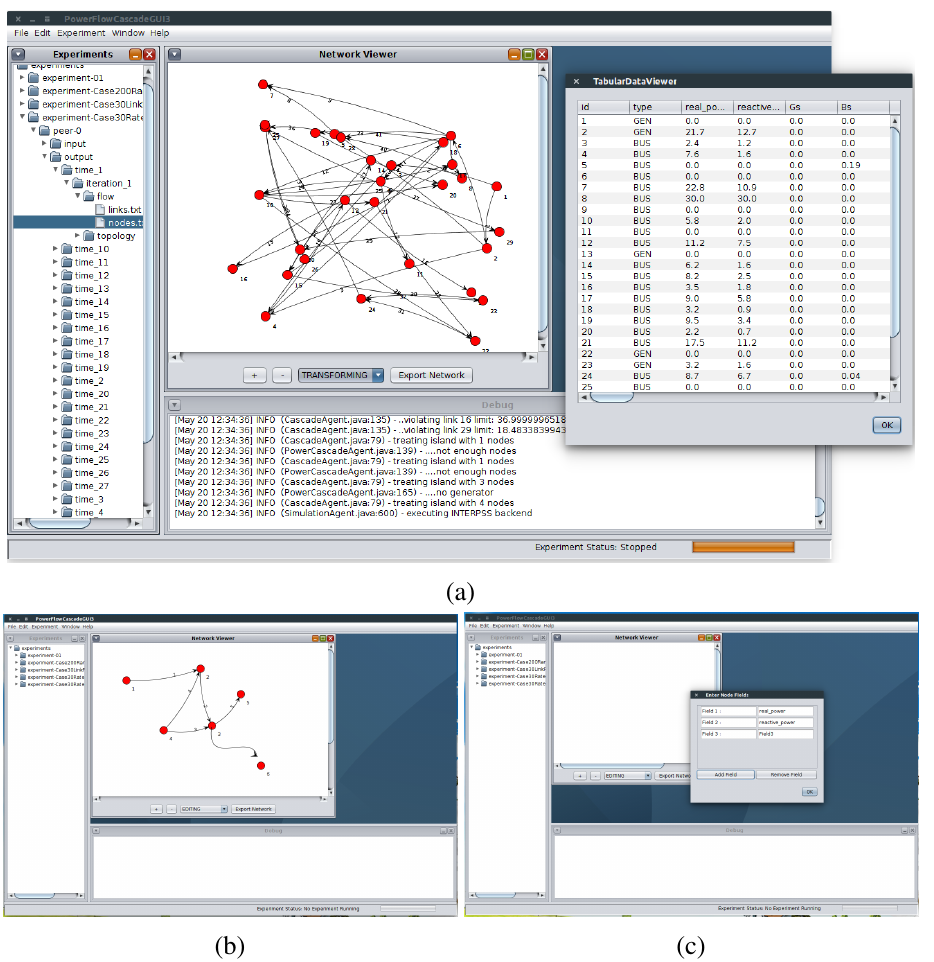 PowerFlowCascadeGUI3
File Edit Experiment Window Help
Experiments
experiments
experiment-01
experiment-Case200Ra
experiment-Case30Link
experiment-Case30Rate
peer-0
input
output
time_1
iteration_1
flow
links.txt
nodes.t
topology
time_10
time_11
time_12
time_13
time_14
time_15
time_16
time_17
time_18
time_19
time_2
time_20
time_21
time_22
time_23
time_24
time_25
time_26
time_27
time_3
time_4
Network Viewer
+ - TRANSFORMING Export Network
TabularDataViewer
id type real_po... reactive... Gs Bs
1 GEN 0.0 0.0 0.0 0.0
2 GEN 21.7 12.7 0.0 0.0
3 BUS 2.4 1.2 0.0 0.0
4 BUS 7.6 1.6 0.0 0.0
5 BUS 0.0 0.0 0.0 0.19
6 BUS 0.0 0.0 0.0 0.0
7 BUS 22.8 10.9 0.0 0.0
8 BUS 30.0 30.0 0.0 0.0
9 BUS 0.0 0.0 0.0 0.0
10 BUS 5.8 2.0 0.0 0.0
11 BUS 0.0 0.0 0.0 0.0
12 BUS 11.2 7.5 0.0 0.0
13 GEN 0.0 0.0 0.0 0.0
14 BUS 6.2 1.6 0.0 0.0
15 BUS 8.2 2.5 0.0 0.0
16 BUS 3.5 1.8 0.0 0.0
17 BUS 9.0 5.8 0.0 0.0
18 BUS 3.2 0.9 0.0 0.0
19 BUS 9.5 3.4 0.0 0.0
20 BUS 2.2 0.7 0.0 0.0
21 BUS 17.5 11.2 0.0 0.0
22 GEN 0.0 0.0 0.0 0.0
23 GEN 3.2 1.6 0.0 0.0
24 BUS 8.7 6.7 0.0 0.04
25 BUS 0.0 0.0 0.0 0.0
OK
Debug
[May 20 12:34:36] INFO (CascadeAgent.java:135) - ..violating link 16 limit: 36.9999996518
[May 20 12:34:36] INFO (CascadeAgent.java:135) - ..violating link 29 limit: 18.4833839943
[May 20 12:34:36] INFO (CascadeAgent.java:79) - treating island with 1 nodes
[May 20 12:34:36] INFO (PowerCascadeAgent.java:139) - ....not enough nodes
[May 20 12:34:36] INFO (CascadeAgent.java:79) - treating island with 1 nodes
[May 20 12:34:36] INFO (PowerCascadeAgent.java:139) - ....not enough nodes
[May 20 12:34:36] INFO (CascadeAgent.java:79) - treating island with 3 nodes
[May 20 12:34:36] INFO (PowerCascadeAgent.java:165) - ....no generator
[May 20 12:34:36] INFO (CascadeAgent.java:79) - treating island with 4 nodes
[May 20 12:34:36] INFO (SimulationAgent.java:600) - executing INTERPSS backend
Experiment Status: Stopped
(a)
PowerFlowCascadeGUI3
File Edit Experiment Window Help
Experiments
experiments
experiment-01
experiment-Case200Rar
experiment-Case30LinkF
experiment-Case30Rate
experiment-Case30Rate
Network Viewer
+ - EDITING Export Network
Debug
Experiment Status: No Experiment Running
(b)
PowerFlowCascadeGUI3
File Edit Experiment Window Help
Experiments
experiments
experiment-01
experiment-Case200Rar
experiment-Case30LinkF
experiment-Case30Rate
experiment-Case30Rate
Network Viewer
+ - EDITING Export Netwo
Enter Node Fields
Field 1 : real_power
Field 2 : reactive_power
Field 3 : Field3
Add Field Remove Field
OK
Debug
Experiment Status: No Experiment Running
(c)